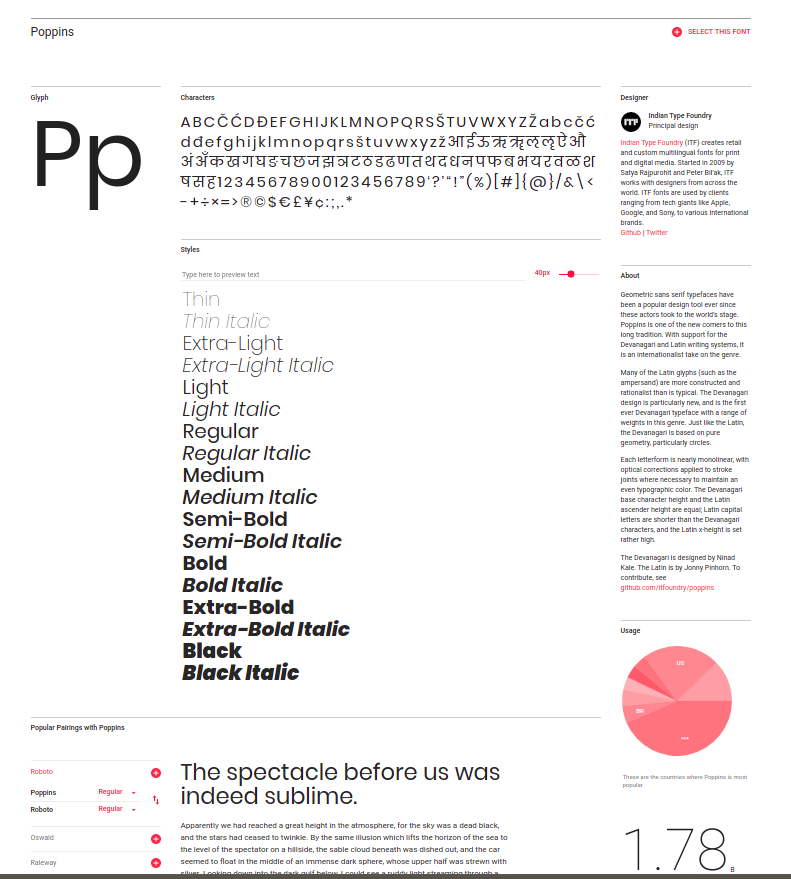 Poppins
SELECT THIS FONT
Glyph
Pp
Characters
ABCČĆDĐEFGHIJKLMNOPQRSŠTUVWXYZŽabcčć
dđefghijklmnopqrsštuvwxyzžआईऊऋॠऌॡऐऔ
अंॲँकखगघङचछजझञटठडढणतथदधनपफबभयरवळश
षसह1234567890‘?’“!”(%)[#]{@}/&\<
-+÷×=>®©$€£¥¢:;,.*
Styles
Type here to preview text
40px
Thin
Thin Italic
Extra-Light
Extra-Light Italic
Light
Light Italic
Regular
Regular Italic
Medium
Medium Italic
Semi-Bold
Semi-Bold Italic
Bold
Bold Italic
Extra-Bold
Extra-Bold Italic
Black
Black Italic
Popular Pairings with Poppins
Roboto
Poppins Regular
Roboto Regular
Oswald
Raleway
The spectacle before us was
indeed sublime.
Apparently we had reached a great height in the atmosphere, for the sky was a dead black,
and the stars had ceased to twinkle. By the same illusion which lifts the horizon of the sea to
the level of the spectator on a hillside, the sable cloud beneath was dished out, and the car
seemed to float in the middle of an immense dark sphere, whose upper half was strewn with
silver. Looking down into the dark gulf below, I could see a ruddy light streaming through a
Designer
Indian Type Foundry
Principal design
Indian Type Foundry (ITF) creates retail
and custom multilingual fonts for print
and digital media. Started in 2009 by
Satya Rajpurohit and Peter Biľak, ITF
works with designers from across the
world. ITF fonts are used by clients
ranging from tech giants like Apple,
Google, and Sony, to various international
brands.
Github | Twitter
About
Geometric sans serif typefaces have
been a popular design tool ever since
these actors took to the world's stage.
Poppins is one of the new comers to this
long tradition. With support for the
Devanagari and Latin writing systems, it
is an internationalist take on the genre.
Many of the Latin glyphs (such as the
ampersand) are more constructed and
rationalist than is typical. The Devanagari
design is particularly new, and is the first
ever Devanagari typeface with a range of
weights in this genre. Just like the Latin,
the Devanagari is based on pure
geometry, particularly circles.
Each letterform is nearly monolinear, with
optical corrections applied to stroke
joints where necessary to maintain an
even typographic color. The Devanagari
base character height and the Latin
ascender height are equal; Latin capital
letters are shorter than the Devanagari
characters, and the Latin x-height is set
rather high.
The Devanagari is designed by Ninad
Kale. The Latin is by Jonny Pinhorn. To
contribute, see
github.com/itfoundry/poppins
Usage
US
BR
***
These are the countries where Poppins is most
popular
1.78 B